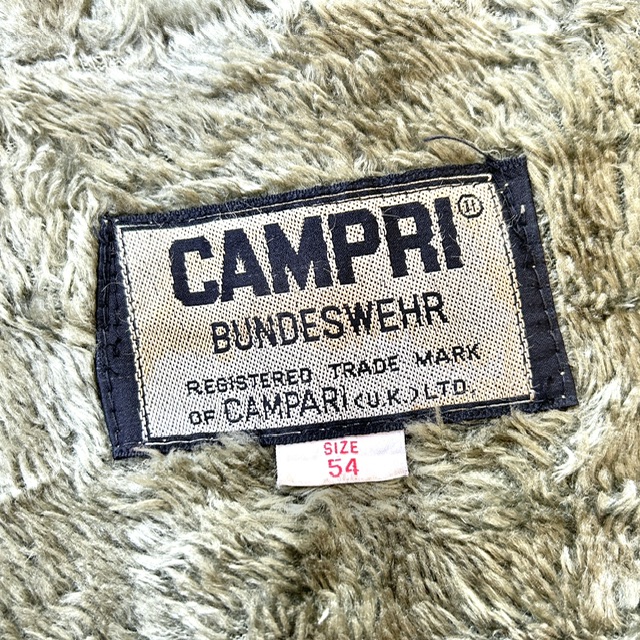 CAMPRI®
BUNDESWEHR
REGISTERED TRADE MARK
OF CAMPARI (U.K.) LTD.
SIZE
54